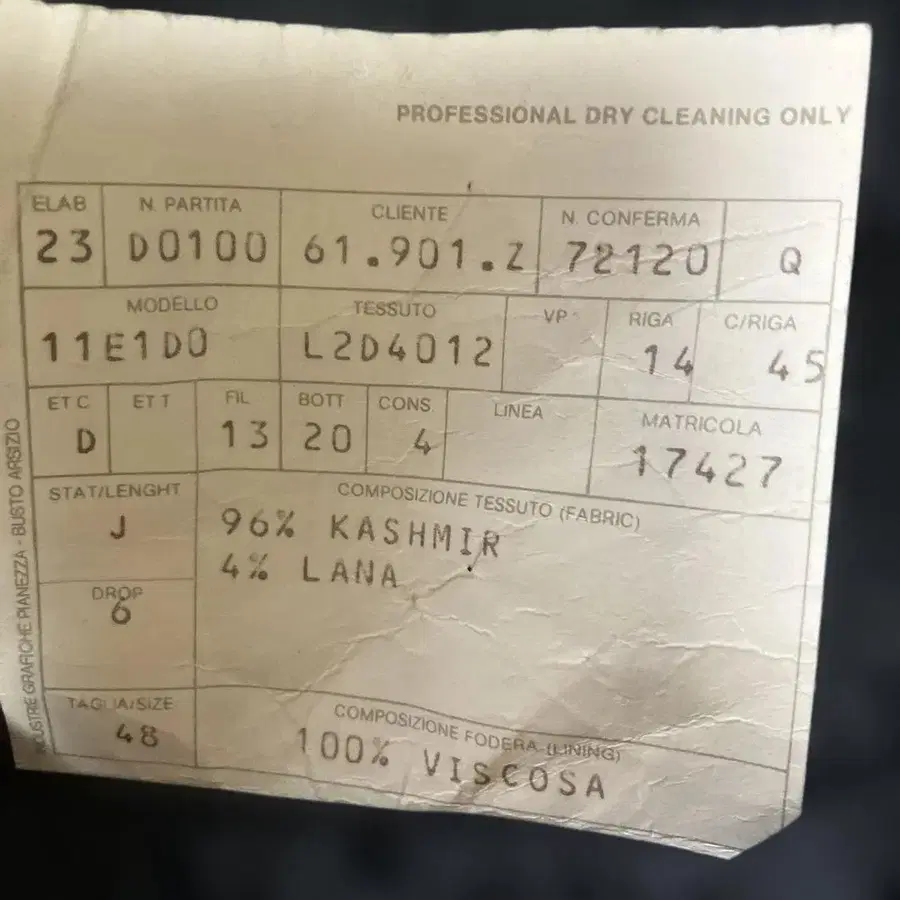 PROFESSIONAL DRY CLEANING ONLY
ELAB N. PARTITA CLIENTE N. CONFERMA
23 D0100 61.901.Z 72120 Q
MODELLO TESSUTO VP RIGA C/RIGA
11E1D0 L2D4012 14 45
ET C ET T FIL BOTT CONS. LINEA MATRICOLA
D 13 20 4 17427
STAT/LENGHT COMPOSIZIONE TESSUTO (FABRIC)
J 96% KASHMIR
4% LANA
DROP
6
TAGLIA/SIZE COMPOSIZIONE FODERA (LINING)
48 100% VISCOSA
GRAFICHE PIANEZZA - BUSTO ARSIZIO